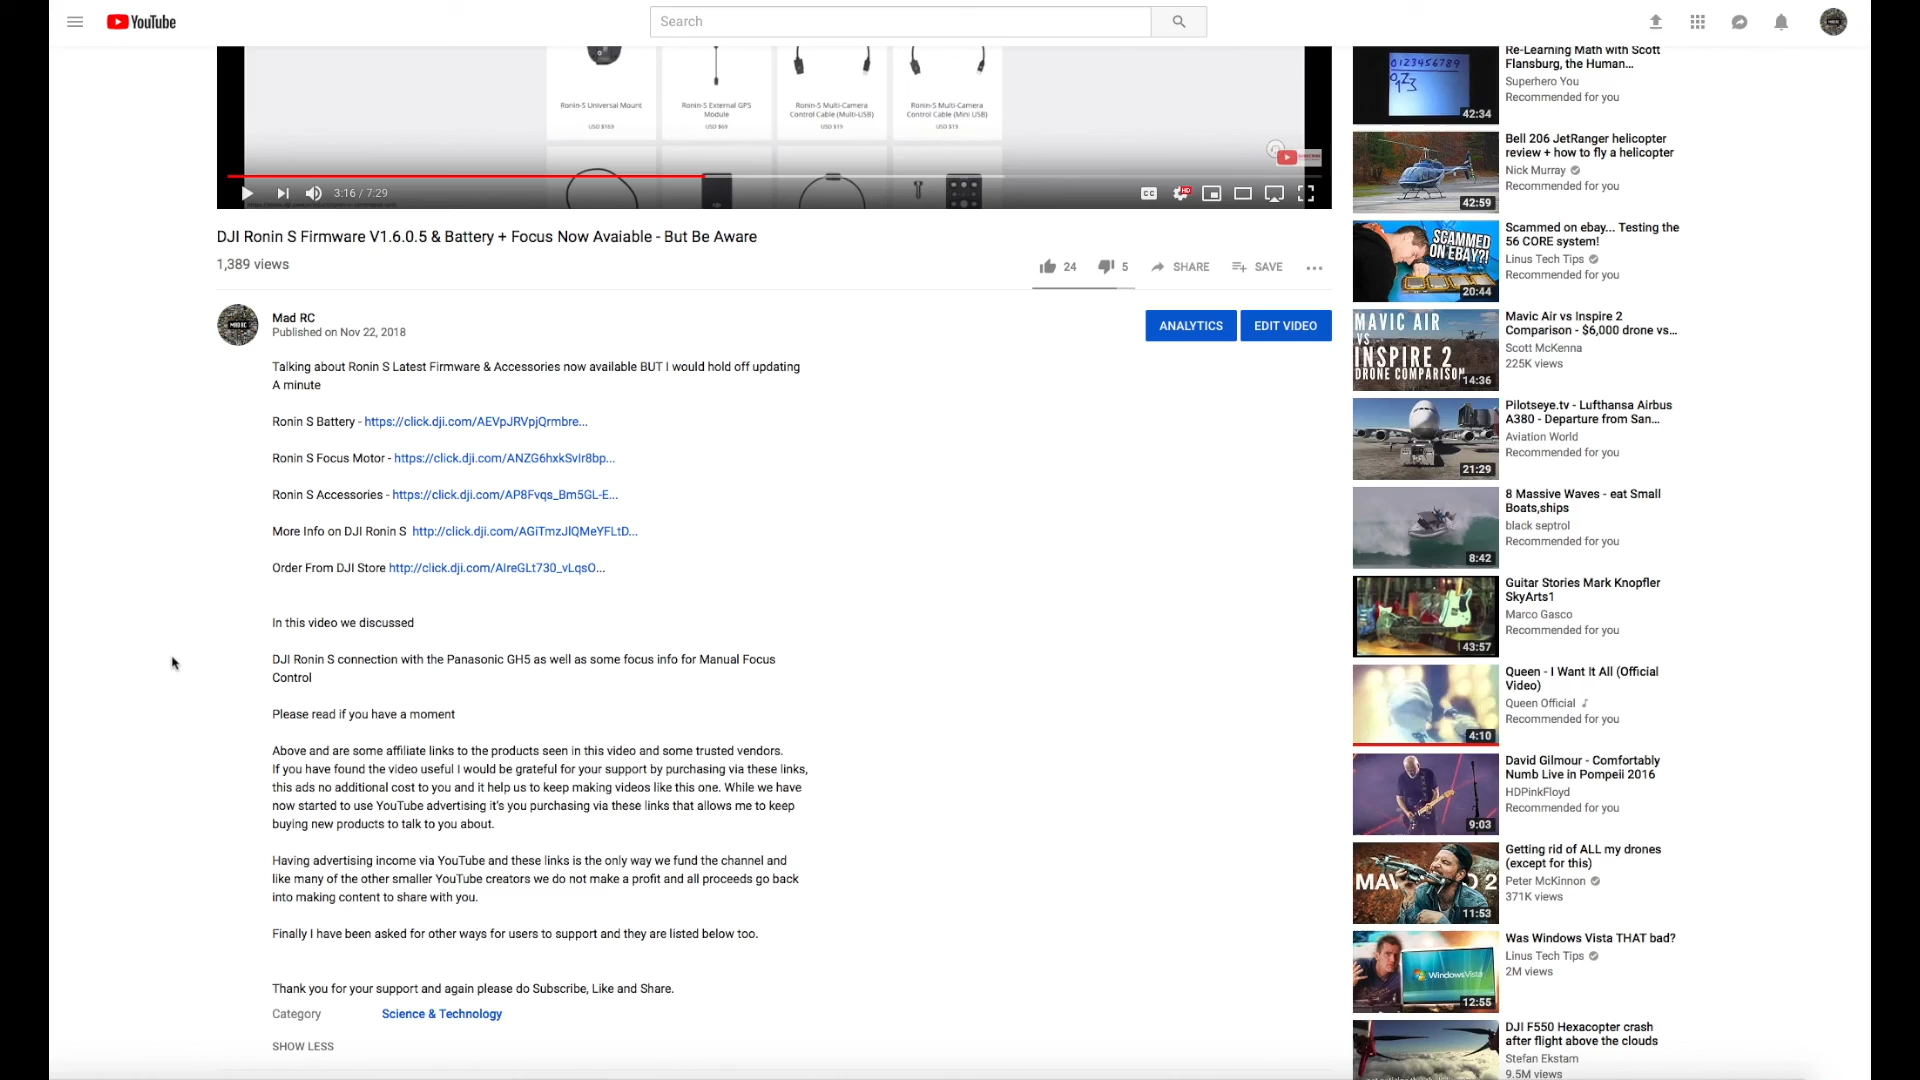 YouTube
Search
Ronin-S Universal Mount
USD $169
Ronin-S External GPS
Module
USD $69
Ronin-S Multi-Camera
Control Cable (Multi-USB)
USD $19
Ronin-S Multi-Camera
Control Cable (Mini USB)
USD $19
3:16 / 7:29
CC
HD
DJI Ronin S Firmware V1.6.0.5 & Battery + Focus Now Avaiable - But Be Aware
1,389 views
24
5
SHARE
SAVE
MAD RC
Mad RC
Published on Nov 22, 2018
ANALYTICS
EDIT VIDEO
Talking about Ronin S Latest Firmware & Accessories now available BUT I would hold off updating
A minute
Ronin S Battery - https://click.dji.com/AEVpJRVpjQrmbre...
Ronin S Focus Motor - https://click.dji.com/ANZG6hxkSvIr8bp...
Ronin S Accessories - https://click.dji.com/AP8Fvqs_Bm5GL-E...
More Info on DJI Ronin S http://click.dji.com/AGiTmzJlQMeYFLtD...
Order From DJI Store http://click.dji.com/AIreGLt730_vLqsO...
In this video we discussed
DJI Ronin S connection with the Panasonic GH5 as well as some focus info for Manual Focus
Control
Please read if you have a moment
Above and are some affiliate links to the products seen in this video and some trusted vendors.
If you have found the video useful I would be grateful for your support by purchasing via these links,
this ads no additional cost to you and it help us to keep making videos like this one. While we have
now started to use YouTube advertising it's you purchasing via these links that allows me to keep
buying new products to talk to you about.
Having advertising income via YouTube and these links is the only way we fund the channel and
like many of the other smaller YouTube creators we do not make a profit and all proceeds go back
into making content to share with you.
Finally I have been asked for other ways for users to support and they are listed below too.
Thank you for your support and again please do Subscribe, Like and Share.
Category
Science & Technology
SHOW LESS
0123456789
42:34
Re-Learning Math with Scott
Flansburg, the Human...
Superhero You
Recommended for you
42:59
Bell 206 JetRanger helicopter
review + how to fly a helicopter
Nick Murray
Recommended for you
SCAMMED
ON EBAY?!
20:44
Scammed on ebay... Testing the
56 CORE system!
Linus Tech Tips
Recommended for you
MAVIC AIR
VS
INSPIRE 2
DRONE COMPARISON
14:36
Mavic Air vs Inspire 2
Comparison - $6,000 drone vs...
Scott McKenna
225K views
21:29
Pilotseye.tv - Lufthansa Airbus
A380 - Departure from San...
Aviation World
Recommended for you
8:42
8 Massive Waves - eat Small
Boats,ships
black septrol
Recommended for you
43:57
Guitar Stories Mark Knopfler
SkyArts1
Marco Gasco
Recommended for you
4:10
Queen - I Want It All (Official
Video)
Queen Official
Recommended for you
9:03
David Gilmour - Comfortably
Numb Live in Pompeii 2016
HDPinkFloyd
Recommended for you
11:53
Getting rid of ALL my drones
(except for this)
Peter McKinnon
371K views
WindowsVista
12:55
Was Windows Vista THAT bad?
Linus Tech Tips
2M views
DJI F550 Hexacopter crash
after flight above the clouds
Stefan Ekstam
9.5M views